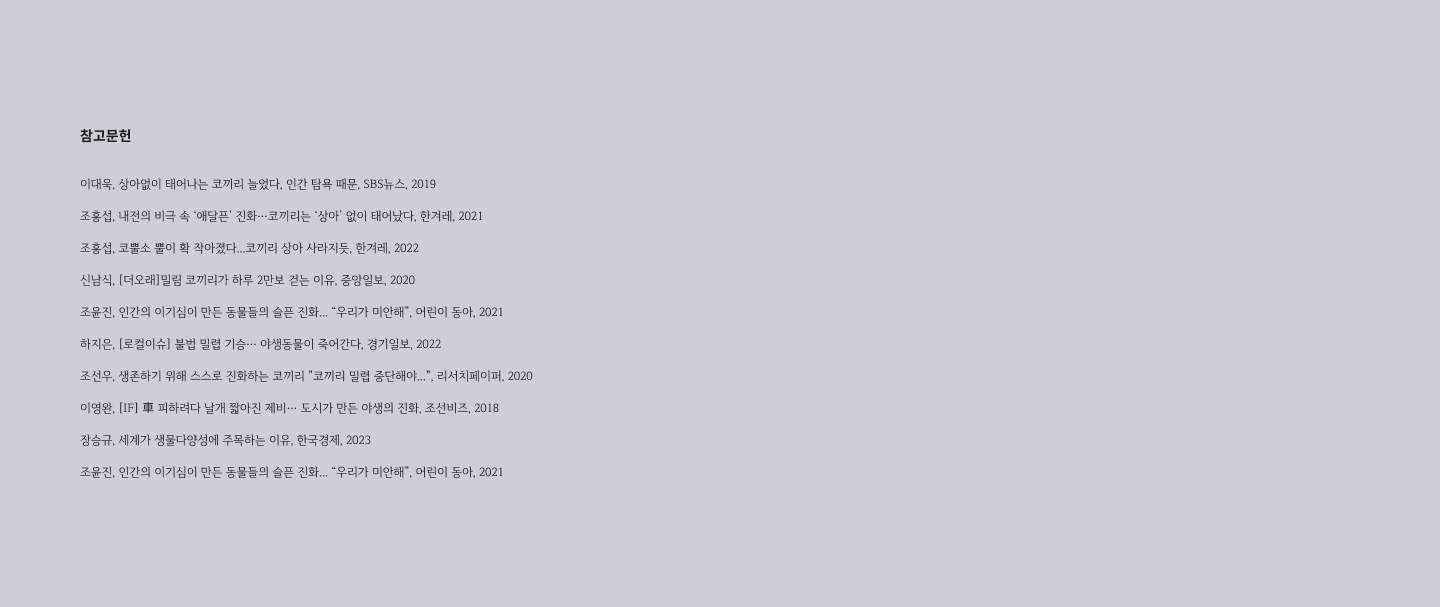 참고문헌
이대욱, 상아없이 태어나는 코끼리 늘었다, 인간 탐욕 때문, SBS뉴스, 2019
조홍섭, 내전의 비극 속 ‘애달픈’ 진화…코끼리는 ‘상아’ 없이 태어났다, 한겨레, 2021
조홍섭, 코뿔소 뿔이 확 작아졌다...코끼리 상아 사라지듯, 한겨레, 2022
신남식, [더오래]밀림 코끼리가 하루 2만보 걷는 이유, 중앙일보, 2020
조윤진, 인간의 이기심이 만든 동물들의 슬픈 진화... “우리가 미안해”, 어린이 동아, 2021
하지은, [로컬이슈] 불법 밀렵 기승… 야생동물이 죽어간다, 경기일보, 2022
조선우, 생존하기 위해 스스로 진화하는 코끼리 "코끼리 밀렵 중단해야...", 리서치페이퍼, 2020
이영완, [IF] 車 피하려다 날개 짧아진 제비… 도시가 만든 야생의 진화, 조선비즈, 2018
장승규, 세계가 생물다양성에 주목하는 이유, 한국경제, 2023
조윤진, 인간의 이기심이 만든 동물들의 슬픈 진화... “우리가 미안해”, 어린이 동아, 2021